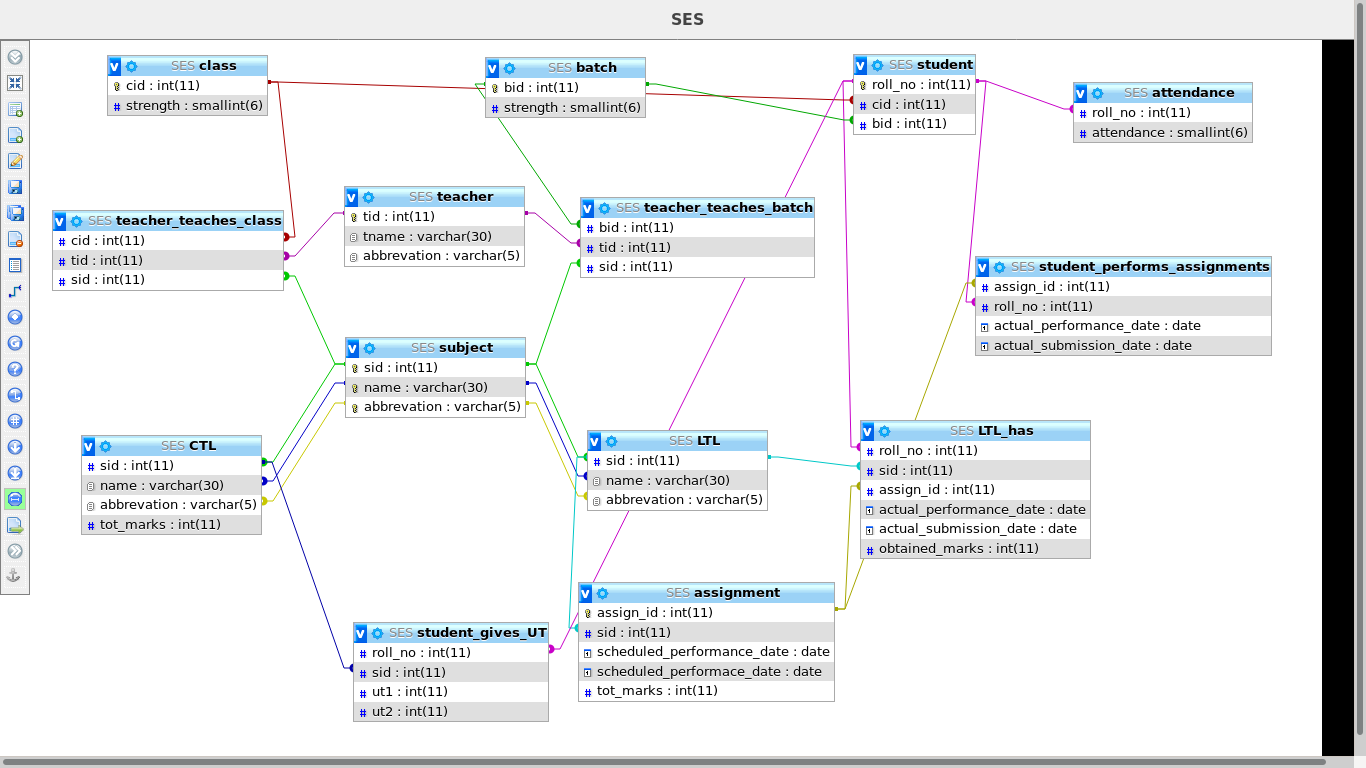 SES
SES class
cid : int(11)
strength : smallint(6)
SES batch
bid : int(11)
strength : smallint(6)
SES student
roll_no : int(11)
cid : int(11)
bid : int(11)
SES attendance
roll_no : int(11)
attendance : smallint(6)
SES teacher_teaches_class
cid : int(11)
tid : int(11)
sid : int(11)
SES teacher
tid : int(11)
tname : varchar(30)
abbrevation : varchar(5)
SES teacher_teaches_batch
bid : int(11)
tid : int(11)
sid : int(11)
SES student_performs_assignments
assign_id : int(11)
roll_no : int(11)
actual_performance_date : date
actual_submission_date : date
SES subject
sid : int(11)
name : varchar(30)
abbrevation : varchar(5)
SES CTL
sid : int(11)
name : varchar(30)
abbrevation : varchar(5)
tot_marks : int(11)
SES LTL
sid : int(11)
name : varchar(30)
abbrevation : varchar(5)
SES LTL_has
roll_no : int(11)
sid : int(11)
assign_id : int(11)
actual_performance_date : date
actual_submission_date : date
obtained_marks : int(11)
SES student_gives_UT
roll_no : int(11)
sid : int(11)
ut1 : int(11)
ut2 : int(11)
SES assignment
assign_id : int(11)
sid : int(11)
scheduled_performance_date : date
scheduled_performace_date : date
tot_marks : int(11)